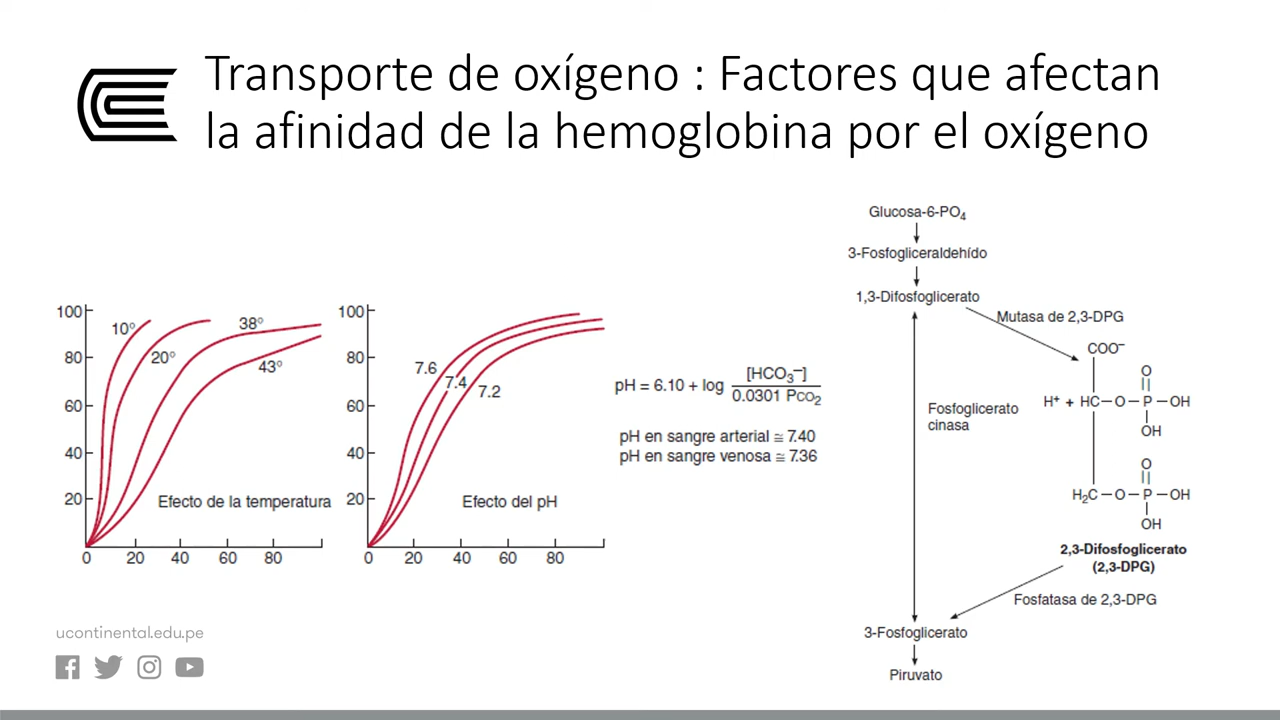 Transporte de oxígeno : Factores que afectan
la afinidad de la hemoglobina por el oxígeno
100
80
60
40
20
0
20
40
60
80
10°
20°
38°
43°
Efecto de la temperatura
100
80
60
40
20
0
20
40
60
80
7.6
7.4
7.2
Efecto del pH
pH = 6.10 + log [HCO₃⁻] / 0.0301 PCO₂
pH en sangre arterial ≅ 7.40
pH en sangre venosa ≅ 7.36
Glucosa-6-PO₄
3-Fosfogliceraldehído
1,3-Difosfoglicerato
Mutasa de 2,3-DPG
COO⁻
O
H⁺ + HC—O—P—OH
OH
O
H₂C—O—P—OH
OH
Fosfoglicerato
cinasa
2,3-Difosfoglicerato
(2,3-DPG)
Fosfatasa de 2,3-DPG
3-Fosfoglicerato
Piruvato
ucontinental.edu.pe